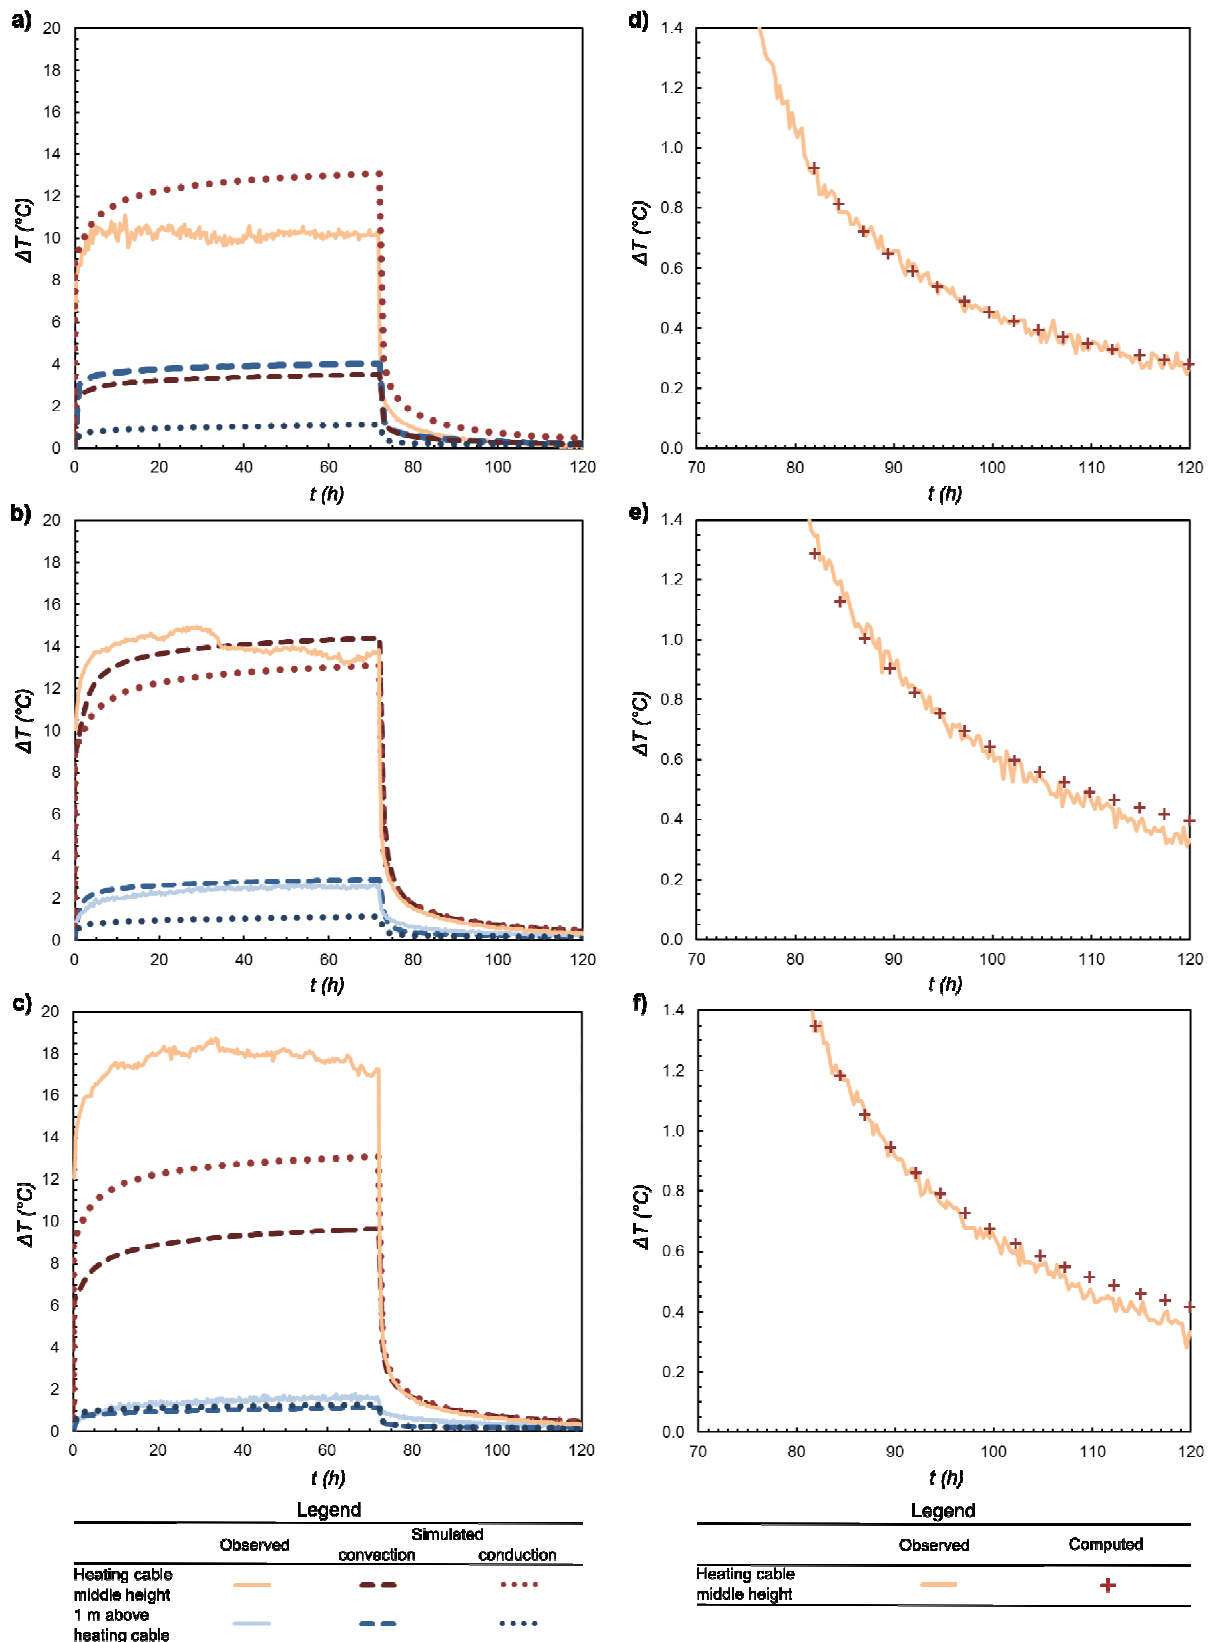 a)
20
18
16
14
12
10
8
6
4
2
0
ΔT (°C)
0 20 40 60 80 100 120
t (h)
d)
1.4
1.2
1.0
0.8
0.6
0.4
0.2
0.0
ΔT (°C)
70 80 90 100 110 120
t (h)
b)
20
18
16
14
12
10
8
6
4
2
0
ΔT (°C)
0 20 40 60 80 100 120
t (h)
e)
1.4
1.2
1.0
0.8
0.6
0.4
0.2
0.0
ΔT (°C)
70 80 90 100 110 120
t (h)
c)
20
18
16
14
12
10
8
6
4
2
0
ΔT (°C)
0 20 40 60 80 100 120
t (h)
f)
1.4
1.2
1.0
0.8
0.6
0.4
0.2
0.0
ΔT (°C)
70 80 90 100 110 120
t (h)
Legend
Simulated
Observed convection conduction
Heating cable
middle height
1 m above
heating cable
Legend
Observed Computed
Heating cable
middle height